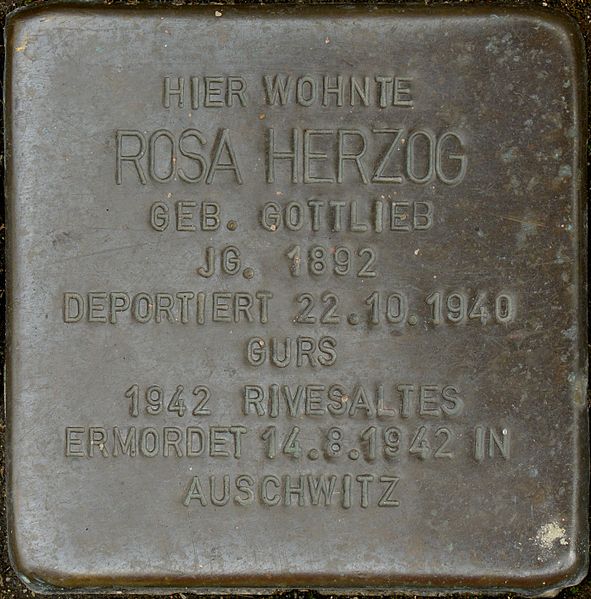 HIER WOHNTE
ROSA HERZOG
GEB. GOTTLIEB
JG. 1892
DEPORTIERT 22.10.1940
GURS
1942 RIVESALTES
ERMORDET 14.8.1942 IN
AUSCHWITZ